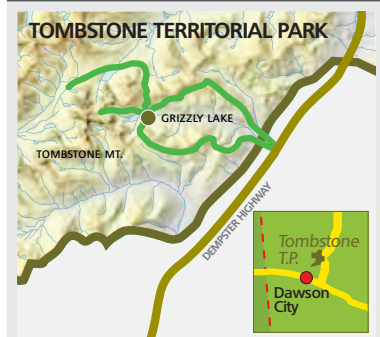 TOMBSTONE TERRITORIAL PARK
GRIZZLY LAKE
TOMBSTONE MT.
DEMPSTER HIGHWAY
Tombstone
T.P.
Dawson
City